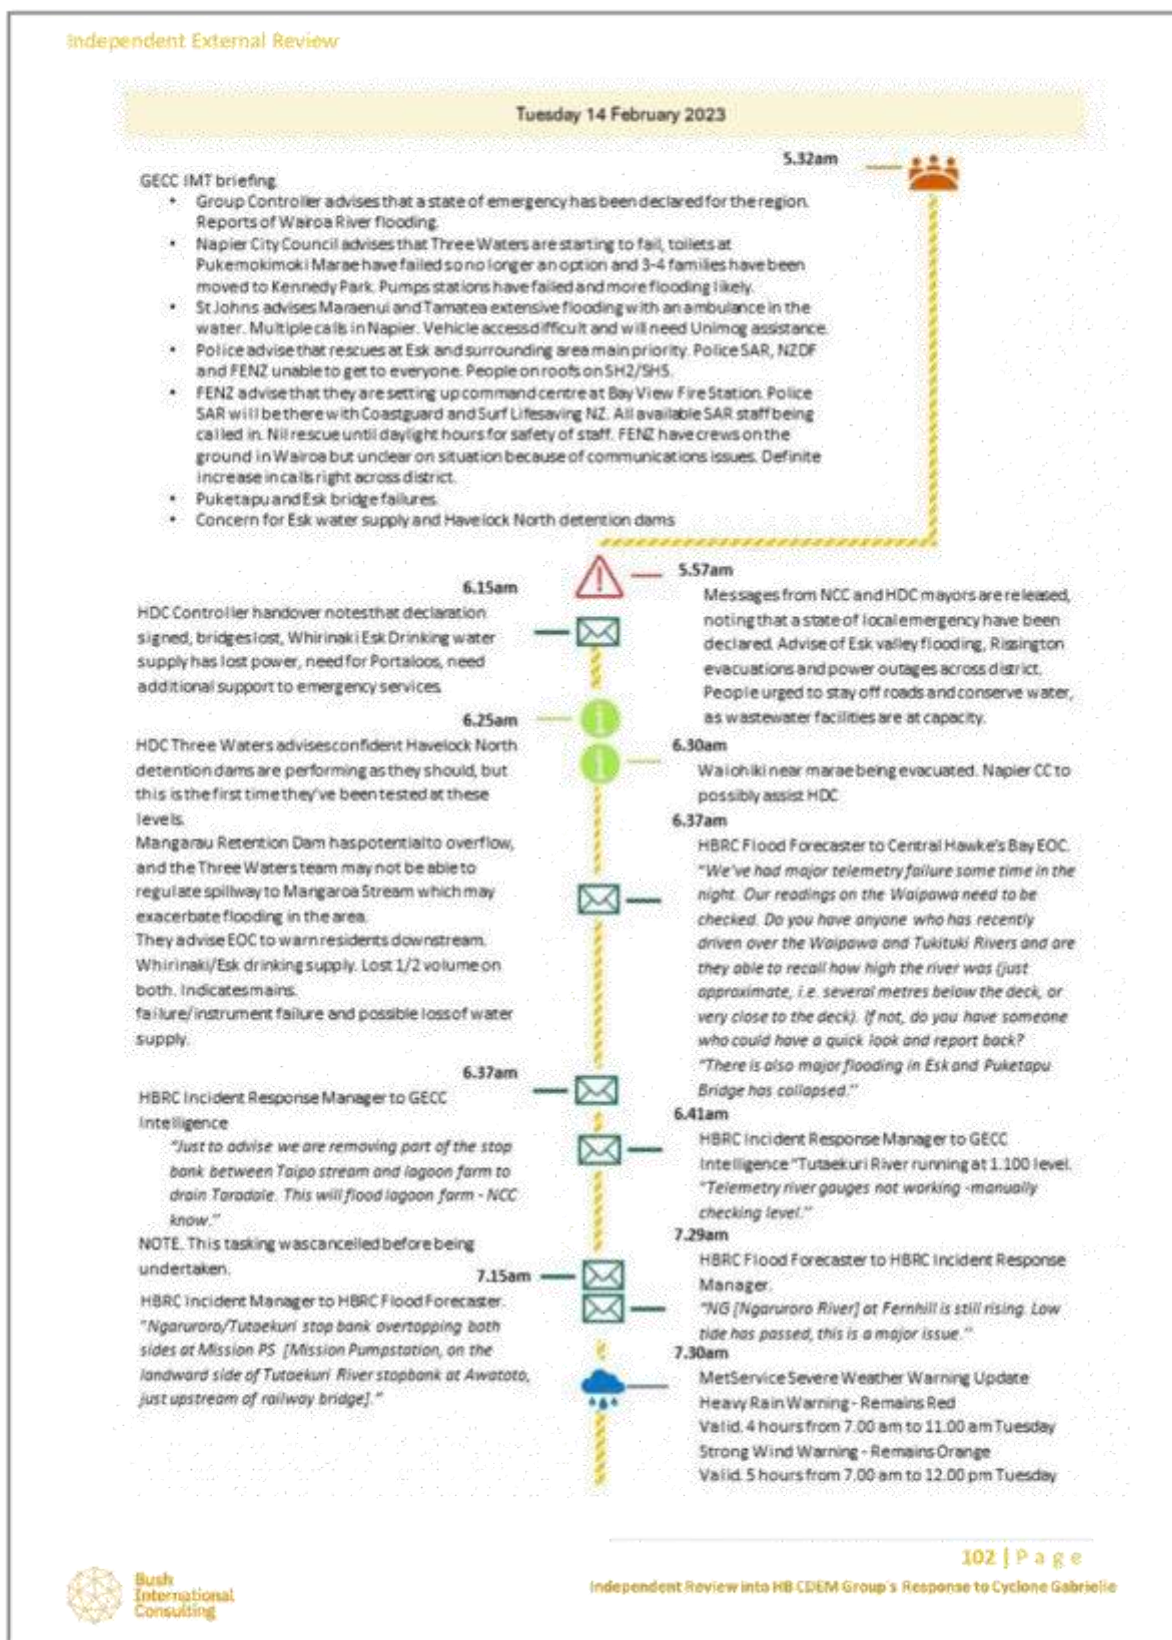 Independent External Review
Tuesday 14 February 2023
5.32am
GECC IMT briefing.
• Group Controller advises that a state of emergency has been declared for the region.
Reports of Wairoa River flooding.
• Napier City Council advises that Three Waters are starting to fail, toilets at
Pukemokimoki Marae have failed so no longer an option and 3-4 families have been
moved to Kennedy Park. Pumps stations have failed and more flooding likely.
• St Johns advises Maraenui and Tamatea extensive flooding with an ambulance in the
water. Multiple calls in Napier. Vehicle access difficult and will need Unimog assistance.
• Police advise that rescues at Esk and surrounding area main priority. Police SAR, NZDF
and FENZ unable to get to everyone. People on roofs on SH2/SH5.
• FENZ advise that they are setting up command centre at Bay View Fire Station. Police
SAR will be there with Coastguard and Surf Lifesaving NZ. All available SAR staff being
called in. Nil rescue until daylight hours for safety of staff. FENZ have crews on the
ground in Wairoa but unclear on situation because of communications issues. Definite
increase in calls right across district.
• Puketapu and Esk bridge failures.
• Concern for Esk water supply and Havelock North detention dams
5.57am
Messages from NCC and HDC mayors are released,
noting that a state of local emergency have been
declared. Advise of Esk valley flooding, Rissington
evacuations and power outages across district.
People urged to stay off roads and conserve water,
as wastewater facilities are at capacity.
6.15am
HDC Controller handover notes that declaration
signed, bridges lost, Whirinaki Esk Drinking water
supply has lost power, need for Portaloos, need
additional support to emergency services.
6.25am
HDC Three Waters advises confident Havelock North
detention dams are performing as they should, but
this is the first time they've been tested at these
levels.
Mangarau Retention Dam has potential to overflow,
and the Three Waters team may not be able to
regulate spillway to Mangaroa Stream which may
exacerbate flooding in the area.
They advise EOC to warn residents downstream.
Whirinaki/Esk drinking supply. Lost 1/2 volume on
both. Indicates mains.
failure/instrument failure and possible loss of water
supply.
6.30am
Waiohiki near marae being evacuated. Napier CC to
possibly assist HDC
6.37am
HBRC Flood Forecaster to Central Hawke's Bay EOC.
"We've had major telemetry failure some time in the
night. Our readings on the Waipawa need to be
checked. Do you have anyone who has recently
driven over the Waipawa and Tukituki Rivers and are
they able to recall how high the river was (just
approximate, i.e. several metres below the deck, or
very close to the deck). If not, do you have someone
who could have a quick look and report back?
"There is also major flooding in Esk and Puketapu
Bridge has collapsed."
6.37am
HBRC Incident Response Manager to GECC
Intelligence
"Just to advise we are removing part of the stop
bank between Taipo stream and lagoon farm to
drain Taradale. This will flood lagoon farm - NCC
know."
NOTE. This tasking was cancelled before being
undertaken.
6.41am
HBRC Incident Response Manager to GECC
Intelligence "Tutaekuri River running at 1.100 level.
"Telemetry river gauges not working -manually
checking level."
7.15am
HBRC Incident Manager to HBRC Flood Forecaster.
"Ngaruroro/Tutaekuri stop bank overtopping both
sides at Mission PS [Mission Pumpstation, on the
landward side of Tutaekuri River stopbank at Awatoto,
just upstream of railway bridge]."
7.29am
HBRC Flood Forecaster to HBRC Incident Response
Manager.
"NG [Ngaruroro River] at Fernhill is still rising. Low
tide has passed, this is a major issue."
7.30am
MetService Severe Weather Warning Update
Heavy Rain Warning - Remains Red
Valid. 4 hours from 7.00 am to 11.00 am Tuesday
Strong Wind Warning - Remains Orange
Valid. 5 hours from 7.00 am to 12.00 pm Tuesday
102 | Page
Bush
International
Consulting
Independent Review into HB CDEM Group's Response to Cyclone Gabrielle